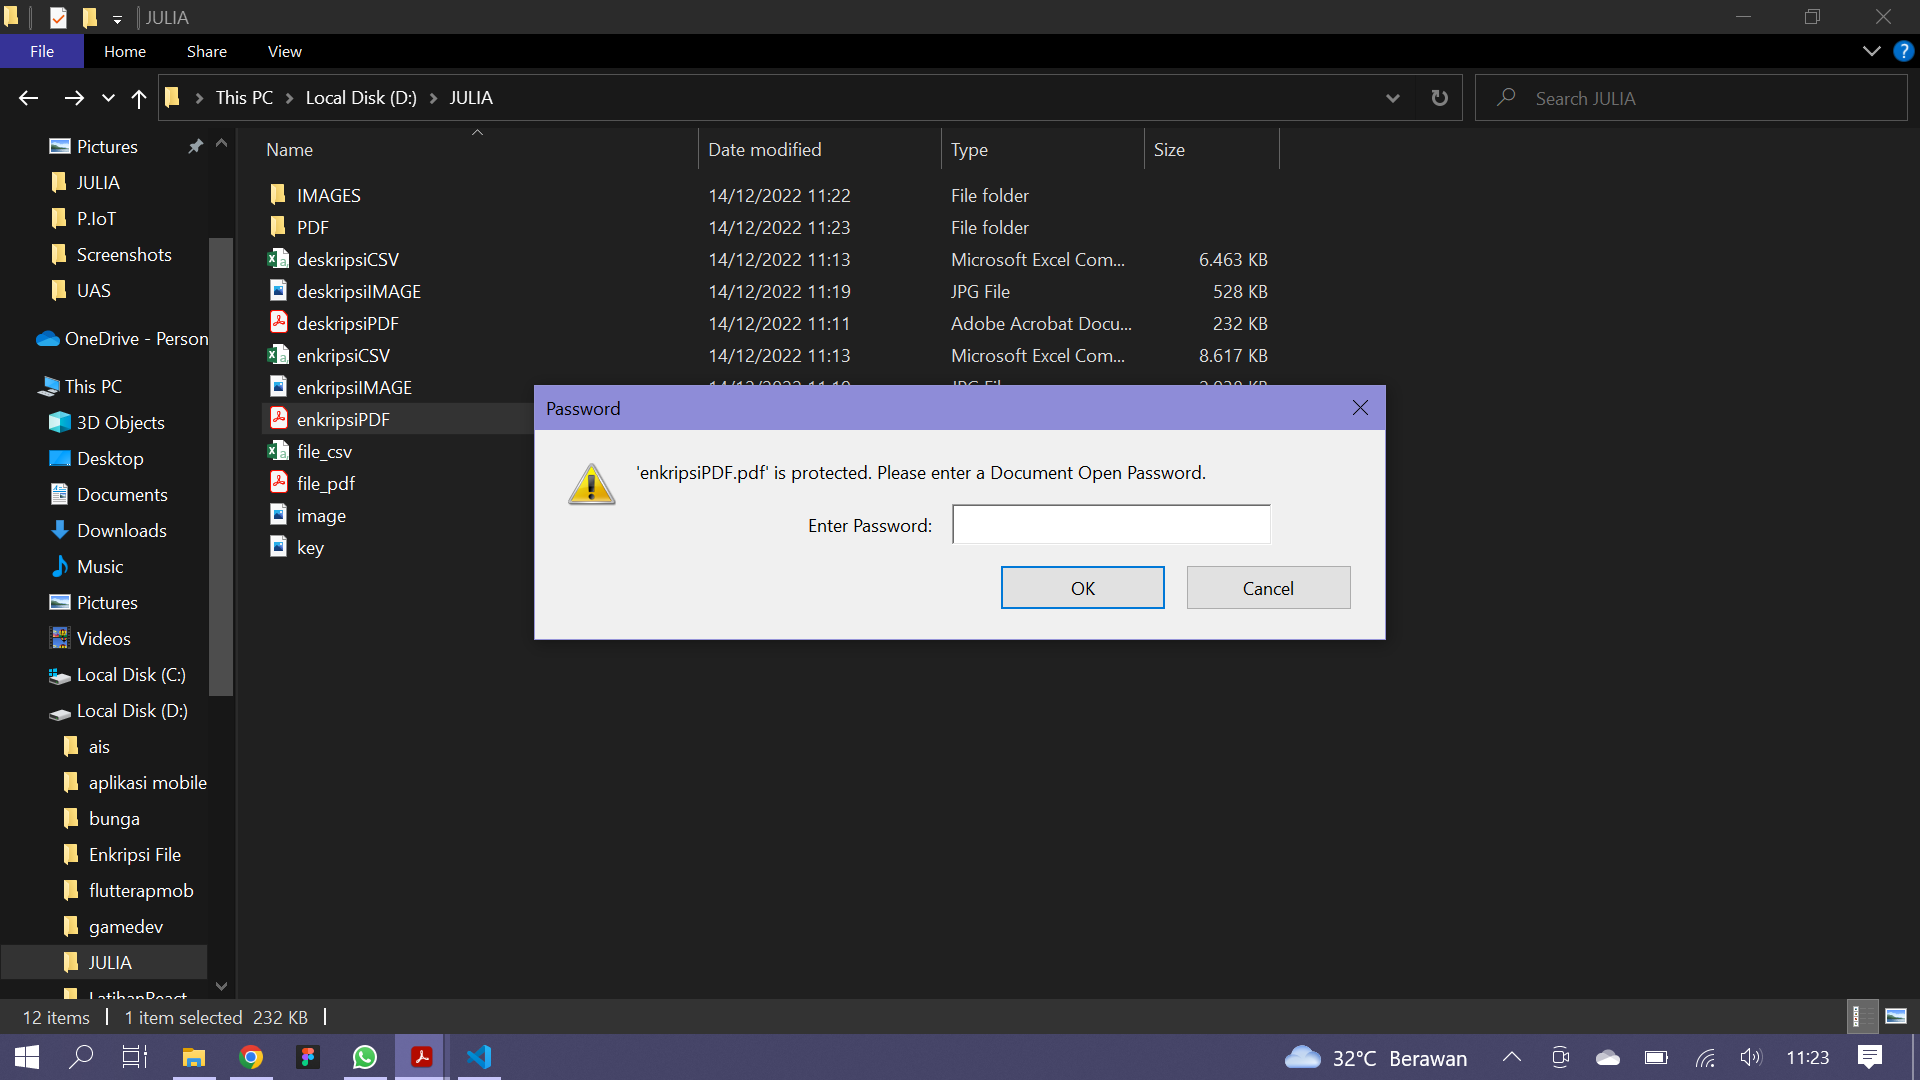 JULIA
File Home Share View
This PC Local Disk (D:) JULIA
Search JULIA
Pictures
JULIA
P.IoT
Screenshots
UAS
OneDrive - Person
This PC
3D Objects
Desktop
Documents
Downloads
Music
Pictures
Videos
Local Disk (C:)
Local Disk (D:)
ais
aplikasi mobile
bunga
Enkripsi File
flutterapmob
gamedev
JULIA
LatihanReact
Name Date modified Type Size
IMAGES 14/12/2022 11:22 File folder
PDF 14/12/2022 11:23 File folder
deskripsiCSV 14/12/2022 11:13 Microsoft Excel Com... 6.463 KB
deskripsiIMAGE 14/12/2022 11:19 JPG File 528 KB
deskripsiPDF 14/12/2022 11:11 Adobe Acrobat Docu... 232 KB
enkripsiCSV 14/12/2022 11:13 Microsoft Excel Com... 8.617 KB
enkripsiIMAGE
enkripsiPDF
file_csv
file_pdf
image
key
Password
'enkripsiPDF.pdf' is protected. Please enter a Document Open Password.
Enter Password:
OK Cancel
12 items 1 item selected 232 KB
32°C Berawan 11:23